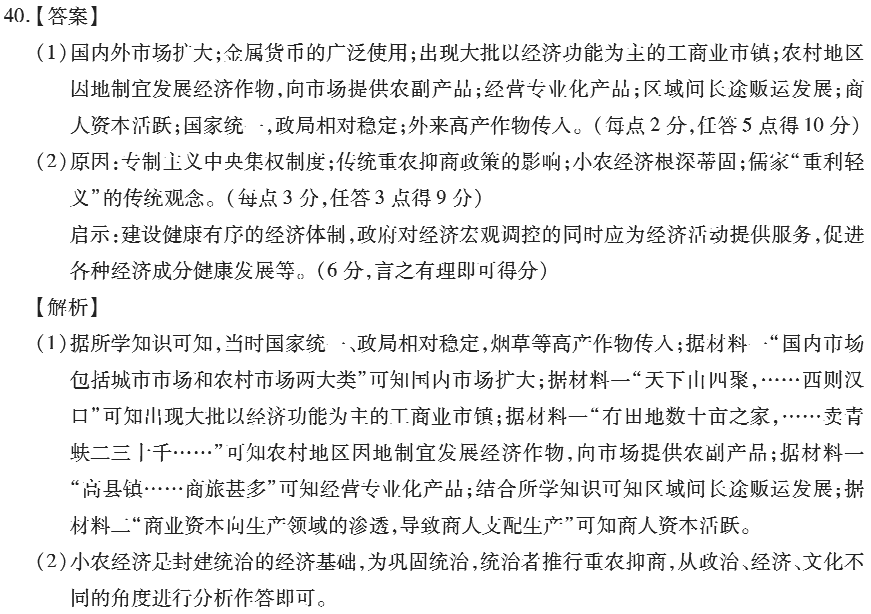 40.【答案】
(1)国内外市场扩大;金属货币的广泛使用;出现大批以经济功能为主的工商业市镇;农村地区
因地制宜发展经济作物,向市场提供农副产品;经营专业化产品;区域间长途贩运发展;商
人资本活跃;国家统一,政局相对稳定;外来高产作物传入。(每点2分,任答5点得10分)
(2)原因:专制主义中央集权制度;传统重农抑商政策的影响;小农经济根深蒂固;儒家“重利轻
义”的传统观念。(每点3分,任答3点得9分)
启示:建设健康有序的经济体制,政府对经济宏观调控的同时应为经济活动提供服务,促进
各种经济成分健康发展等。(6分,言之有理即可得分)
【解析】
(1)据所学知识可知,当时国家统一、政局相对稳定,烟草等高产作物传入;据材料一“国内市场
包括城市市场和农村市场两大类”可知国内市场扩大;据材料一“天下四聚,……西则汉
口”可知出现大批以经济功能为主的工商业市镇;据材料一“有田地数十亩之家,……卖青
蚨二三十千……”可知农村地区因地制宜发展经济作物,向市场提供农副产品;据材料一
“高县镇……商旅甚多”可知经营专业化产品;结合所学知识可知区域间长途贩运发展;据
材料二“商业资本向生产领域的渗透,导致商人支配生产”可知商人资本活跃。
(2)小农经济是封建统治的经济基础,为巩固统治,统治者推行重农抑商,从政治、经济、文化不
同的角度进行分析作答即可。